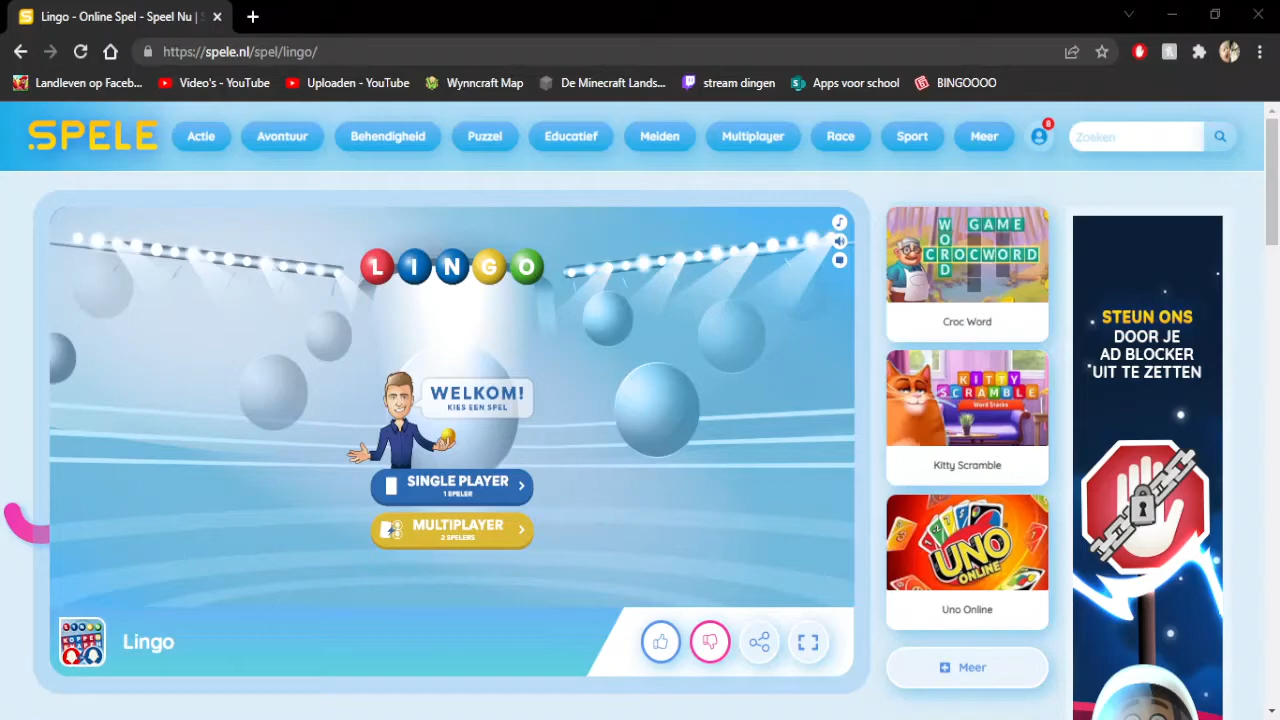 Lingo - Online Spel - Speel Nu |
https://spele.nl/spel/lingo/
Landleven op Faceb...
Video's - YouTube
Uploaden - YouTube
Wynncraft Map
De Minecraft Lands...
stream dingen
Apps voor school
BINGOOOO
.SPELE
Actie
Avontuur
Behendigheid
Puzzel
Educatief
Meiden
Multiplayer
Race
Sport
Meer
8
Zoeken
LINGO
WELKOM!
KIES EEN SPEL
SINGLE PLAYER
1 SPELER
MULTIPLAYER
2 SPELERS
Lingo
WORD
GAME
CROCWORD
Croc Word
KITTY
SCRAMBLE
Word Stacks
Kitty Scramble
UNO
ONLINE
Uno Online
Meer
STEUN ONS
DOOR JE
AD BLOCKER
UIT TE ZETTEN